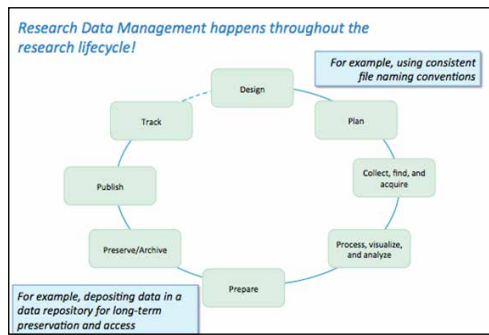 Research Data Management happens throughout the
research lifecycle!
For example, using consistent
file naming conventions
Design
Plan
Collect, find, and
acquire
Process, visualize,
and analyze
Prepare
Preserve/Archive
Publish
Track
For example, depositing data in a
data repository for long-term
preservation and access